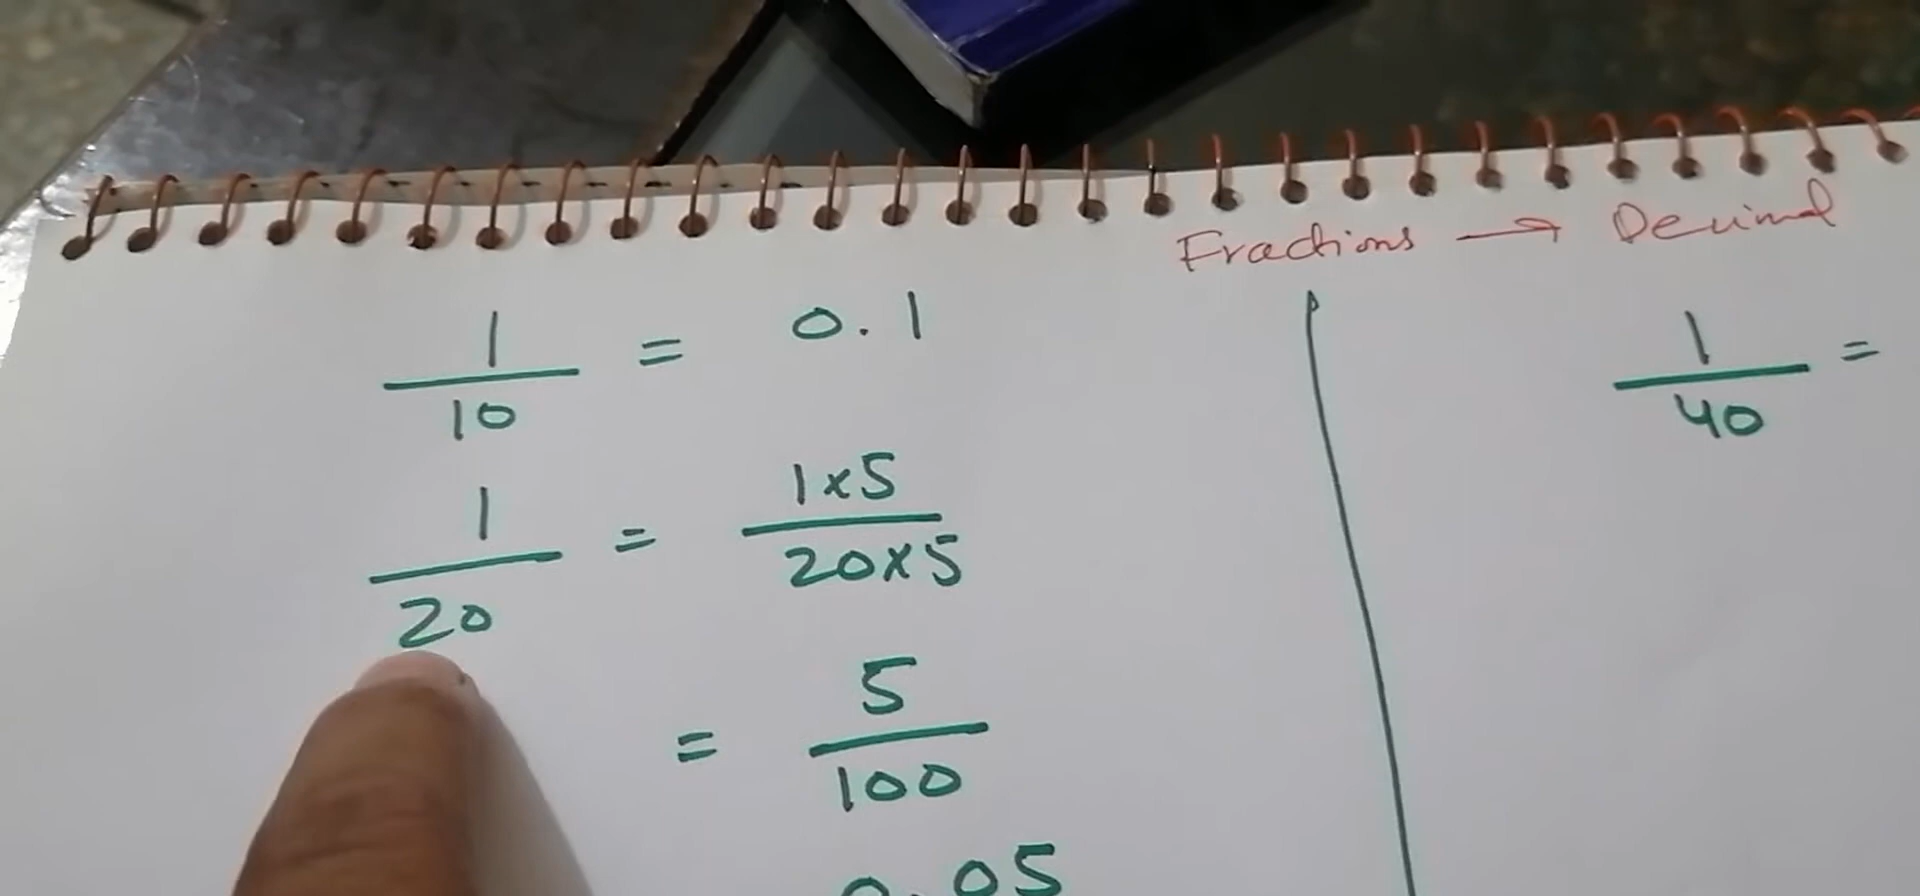 Fractions → Decimal
1/10 = 0.1
1/20 = 1×5/20×5
= 5/100
0.05
1/40 =